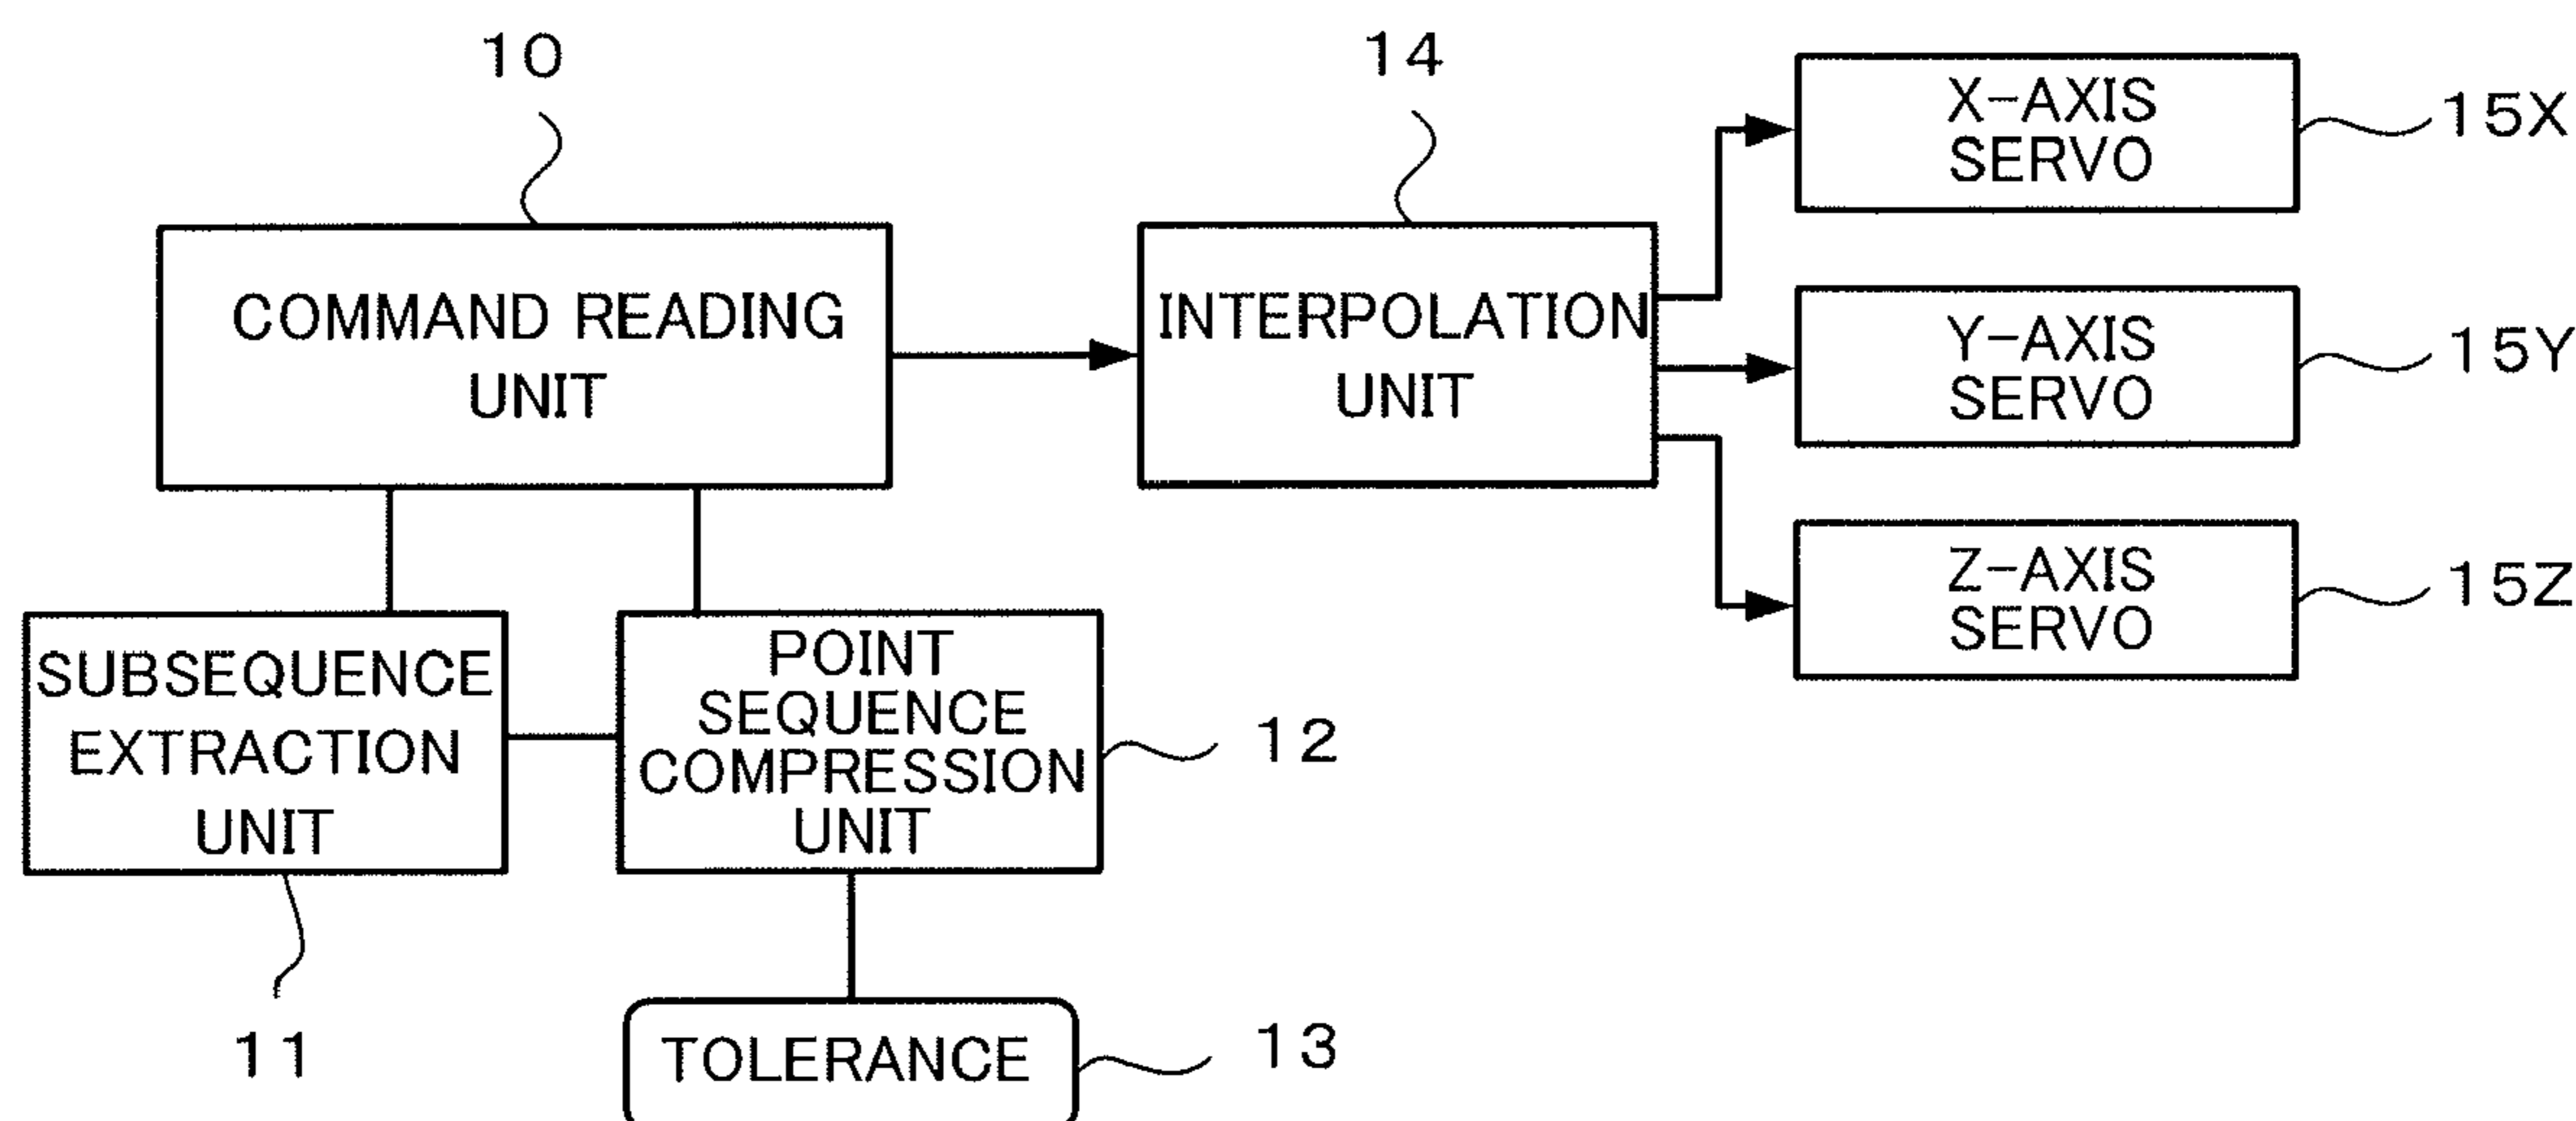 10
14
X-AXIS
SERVO
15X
COMMAND READING
UNIT
INTERPOLATION
UNIT
Y-AXIS
SERVO
15Y
Z-AXIS
SERVO
15Z
SUBSEQUENCE
EXTRACTION
UNIT
11
POINT
SEQUENCE
COMPRESSION
UNIT
12
TOLERANCE
13